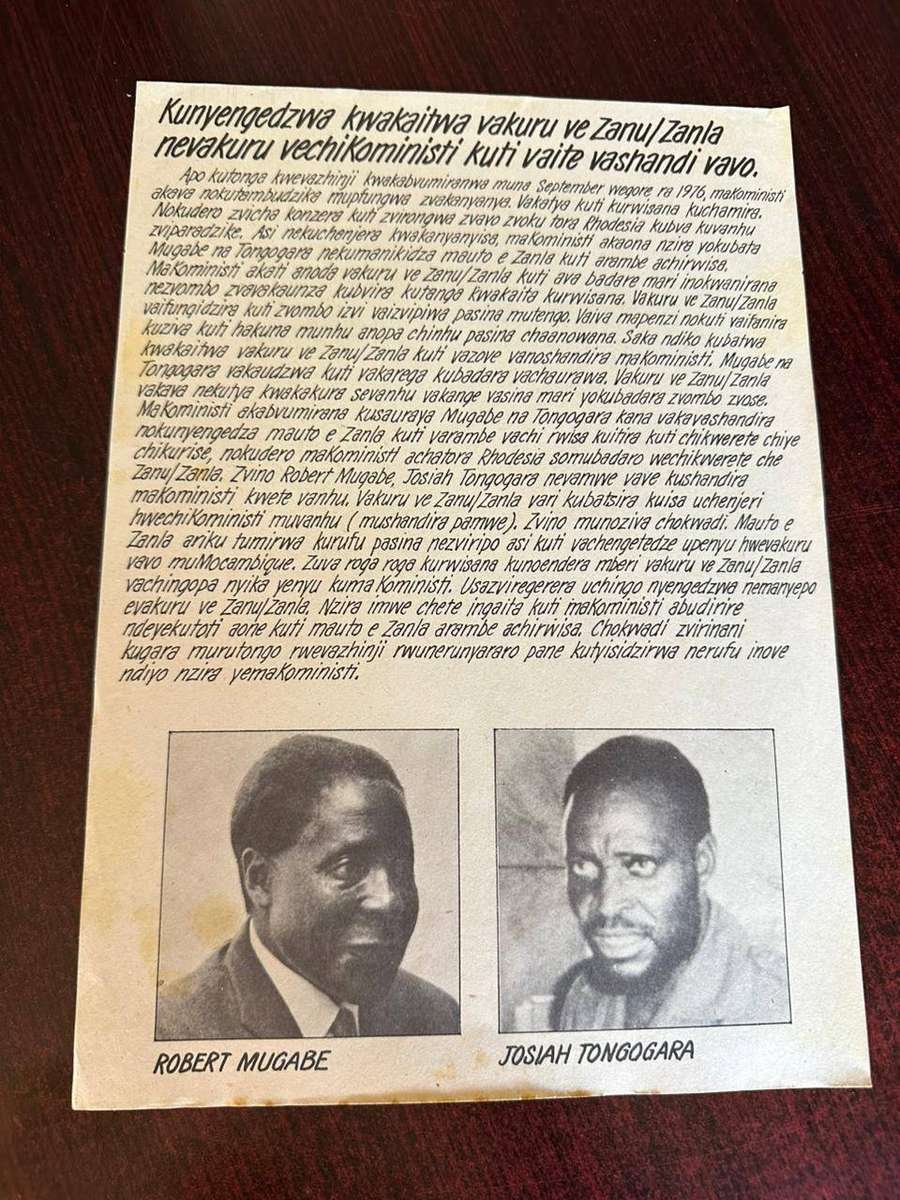 Kunyengedzwa kwakaitwa vakuru ve Zanu/Zanla
nevakuru vechiKoministi kuti vaite vashandi vavo.
Apo kutonga kwevazhinji kwakabvumiranwa muna September wegore ra 1976, maKoministi
akava nokutambudzika mupfungwa zvakanyanya. Vakatya kuti kurwisana kuchamira.
Nokudero zvicha konzera kuti zvirongwa zvavo zvoku tora Rhodesia kubva kuvanhu
zviparadzike. Asi nekuchenjera kwakanyanyisa, maKoministi akaona nzira yokubata
Mugabe na Tongogara nekumanikidza mauto e Zanla kuti arambe achirwisa.
MaKoministi akati anoda vakuru ve Zanu/Zanla kuti ava badare mari inokwanirana
nezvombo zvavakaunza kubvira kutanga kwakaita kurwisana. Vakuru ve Zanu/Zanla
vaifungidzira kuti zvombo izvi vaizvipiwa pasina mutengo. Vaiva mapenzi nokuti vaifanira
kuziva kuti hakuna munhu anopa chinhu pasina chaanowana. Saka ndiko kubatwa
kwakaitwa vakuru ve Zanu/Zanla kuti vazove vanoshandira maKoministi. Mugabe na
Tongogara vakaudzwa kuti vakarega kubadara vachaurawa. Vakuru ve Zanu/Zanla
vakava nekutya kwakakura sevanhu vakange vasina mari yokubadara zvombo zvose.
MaKoministi akabvumirana kusauraya Mugabe na Tongogara kana vakavashandira
nokunyengedza mauto e Zanla kuti varambe vachi rwisa kuitira kuti chikwerete chiye
chikurise, nokudero maKoministi achatora Rhodesia somubadaro wechikwerete che
Zanu/Zanla. Zvino Robert Mugabe, Josiah Tongogara nevamwe vave kushandira
maKoministi kwete vanhu. Vakuru ve Zanu/Zanla vari kubatsira kuisa uchenjeri
hwechiKoministi muvanhu (mushandira pamwe). Zvino munoziva chokwadi. Mauto e
Zanla ariku tumirwa kurufu pasina nezviripo asi kuti vachengetedze upenyu hwevakuru
vavo muMocambique. Zuva roga roga kurwisana kunoendera mberi vakuru ve Zanu/Zanla
vachingopa nyika yenyu kuma Koministi. Usazviregerera uchingo nyengedzwa nemanyepo
evakuru ve Zanu/Zanla. Nzira imwe chete ingaita kuti maKoministi abudirire
ndeyekutoti aone kuti mauto e Zanla arambe achirwisa. Chokwadi zvirinani
kugara murutongo rwevazhinji rwunerunyararo pane kutyisidzirwa nerufu inove
ndiyo nzira yemaKoministi.
ROBERT MUGABE
JOSIAH TONGOGARA